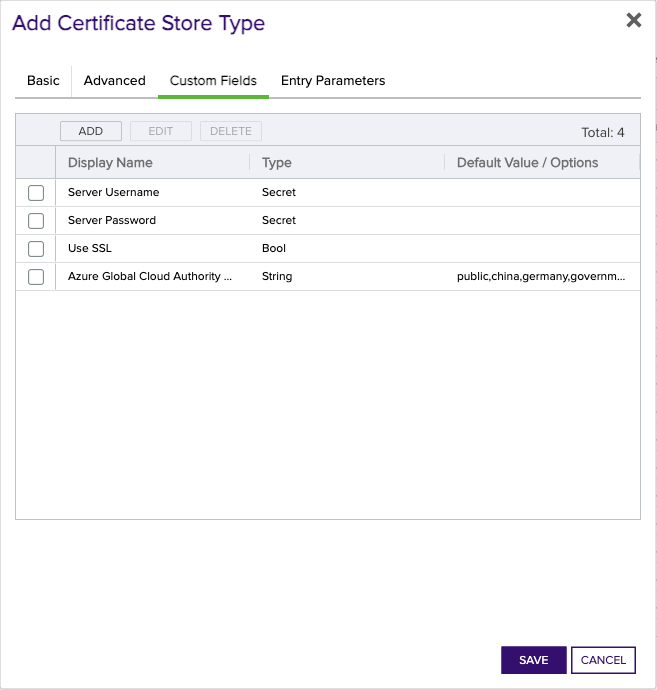 Add Certificate Store Type
Basic Advanced Custom Fields Entry Parameters
ADD EDIT DELETE Total: 4
Display Name Type Default Value / Options
Server Username Secret
Server Password Secret
Use SSL Bool
Azure Global Cloud Authority ... String public,china,germany,governm...
SAVE CANCEL